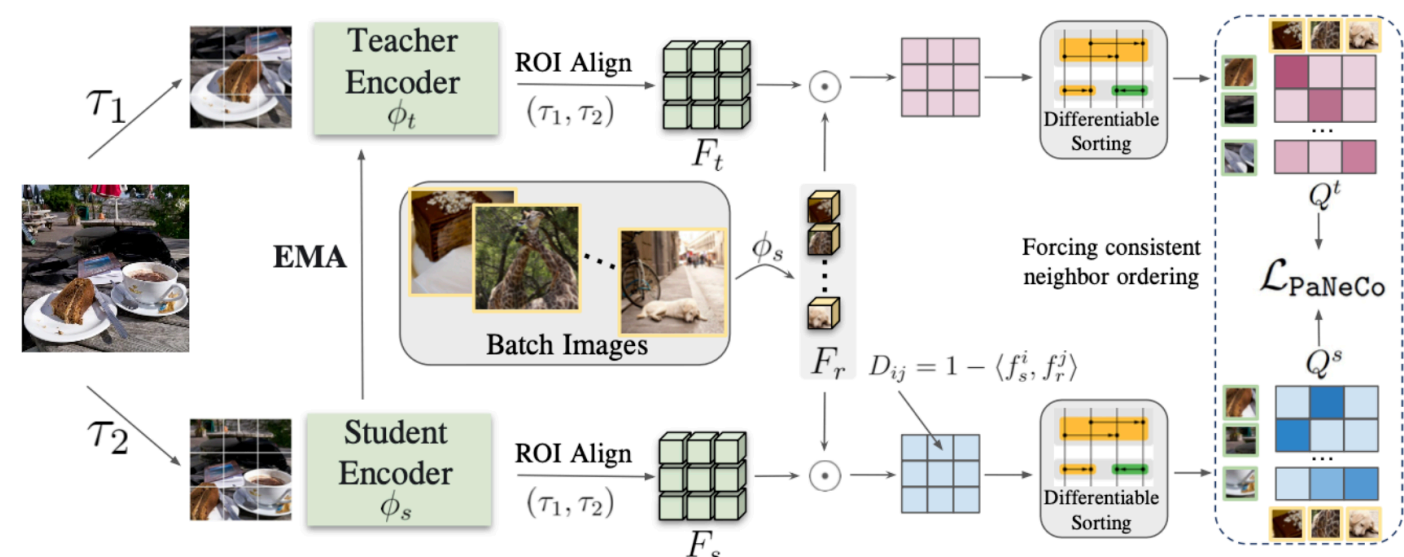 τ1
Teacher
Encoder
ϕt
ROI Align
(τ1, τ2)
Ft
Differentiable
Sorting
Qt
EMA
Batch Images
ϕs
Fr
Forcing consistent
neighbor ordering
LPaNeCo
Dij = 1 − ⟨fsi, frj⟩
Qs
τ2
Student
Encoder
ϕs
ROI Align
(τ1, τ2)
Fs
Differentiable
Sorting
...
...